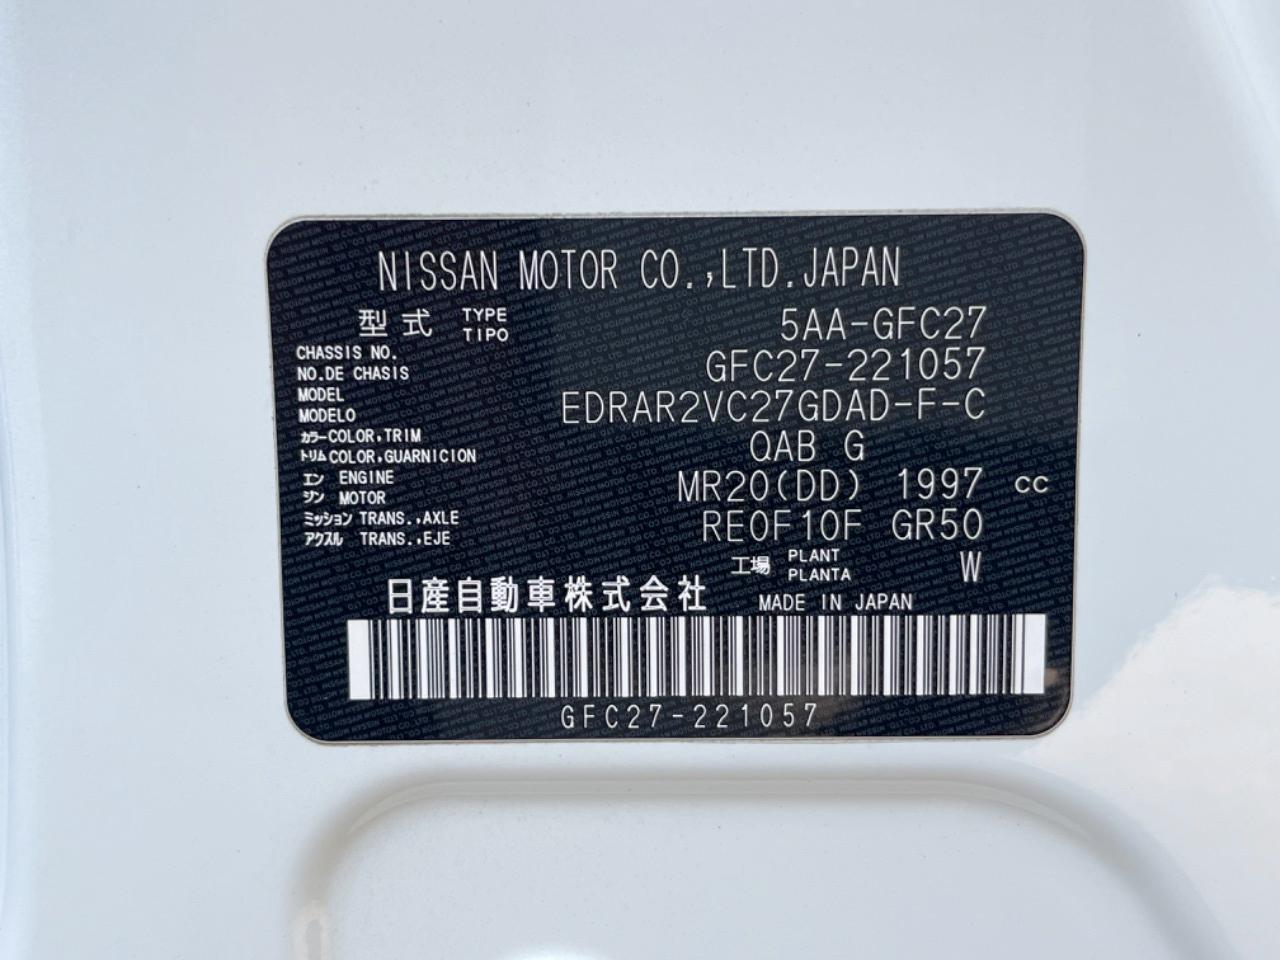 NISSAN MOTOR CO.,LTD.JAPAN
型式 TYPE TIPO 5AA-GFC27
CHASSIS NO. NO.DE CHASIS GFC27-221057
MODEL MODELO EDRAR2VC27GDAD-F-C
カラー COLOR,TRIM トリム COLOR,GUARNICION QAB G
エンジン ENGINE MOTOR MR20(DD) 1997 cc
ミッション TRANS.,AXLE アクスル TRANS.,EJE RE0F10F GR50
工場 PLANT PLANTA W
日産自動車株式会社 MADE IN JAPAN
GFC27-221057